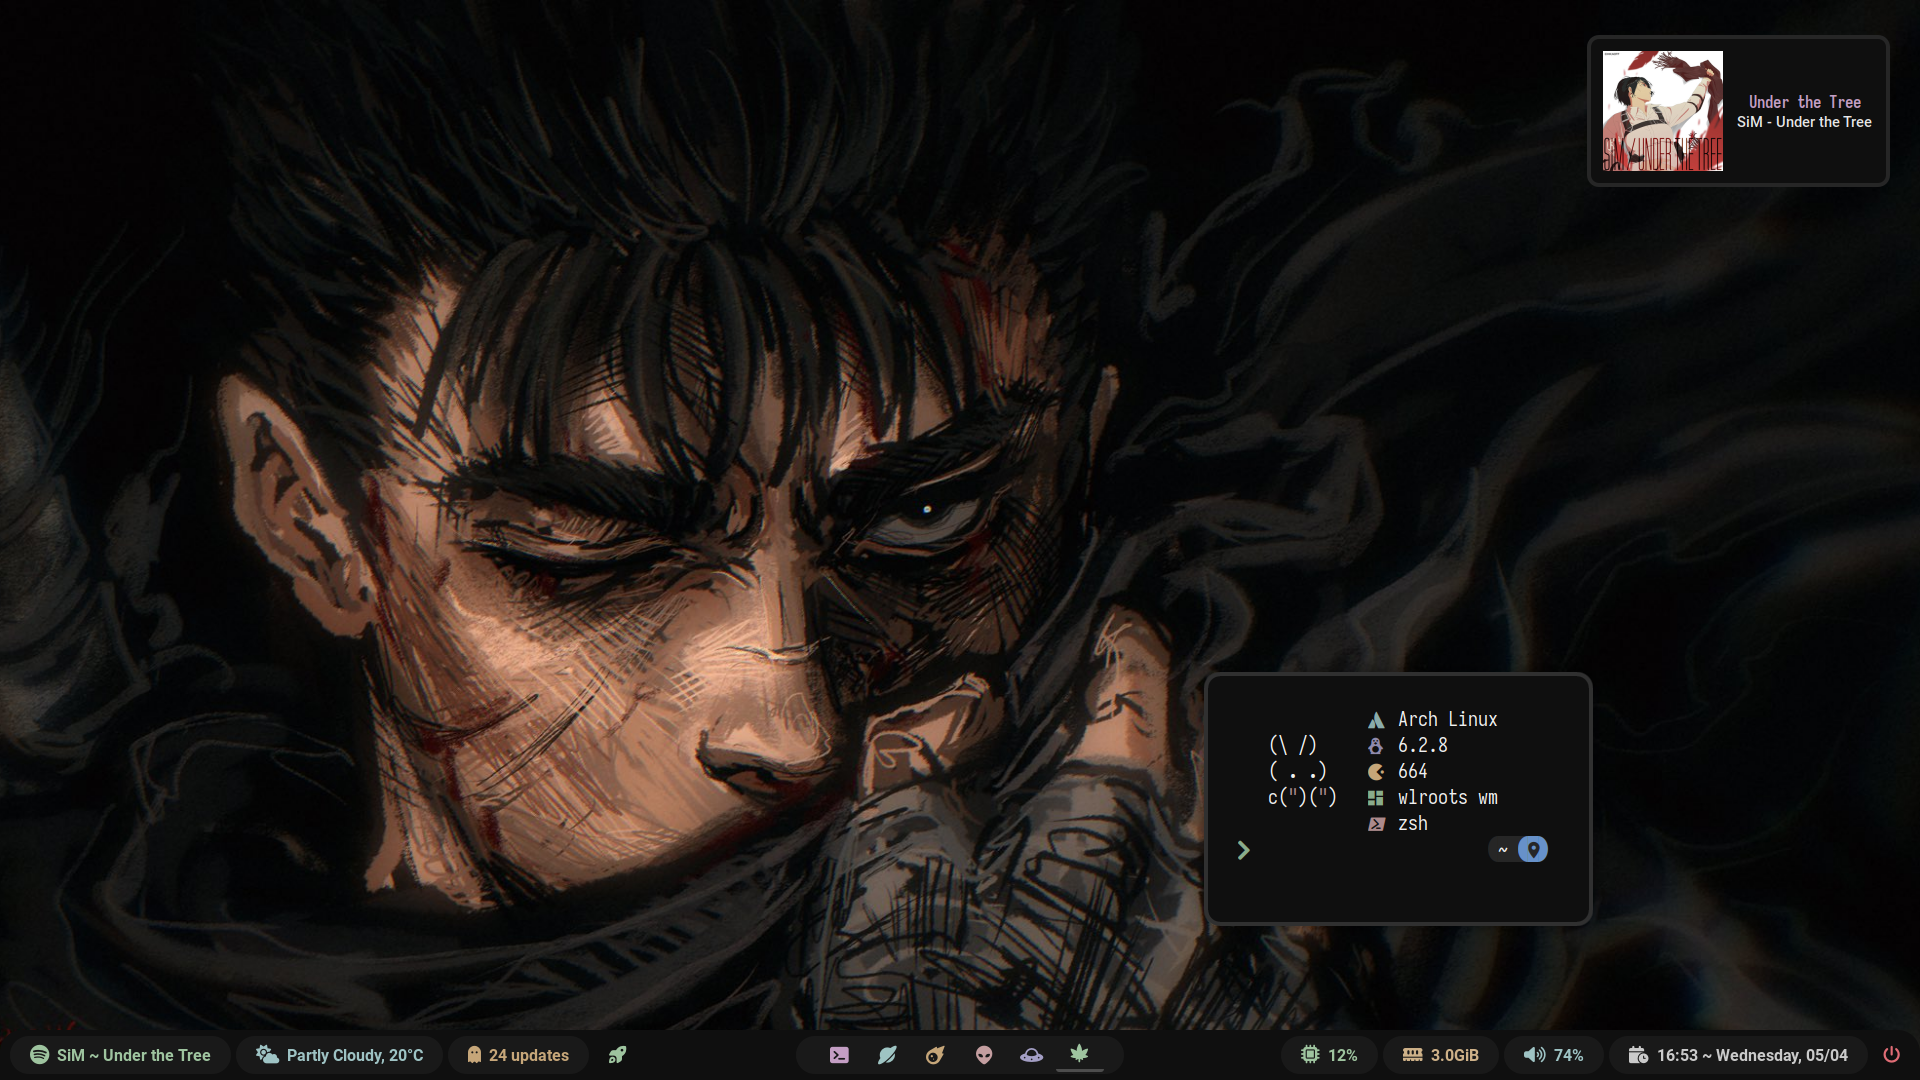 SiM / UNDER THE TREE
Under the Tree
SiM - Under the Tree
Arch Linux
(\ /)
6.2.8
( . .)
664
c(")(")
wlroots wm
zsh
~
SiM ~ Under the Tree
Partly Cloudy, 20°C
24 updates
12%
3.0GiB
74%
16:53 ~ Wednesday, 05/04